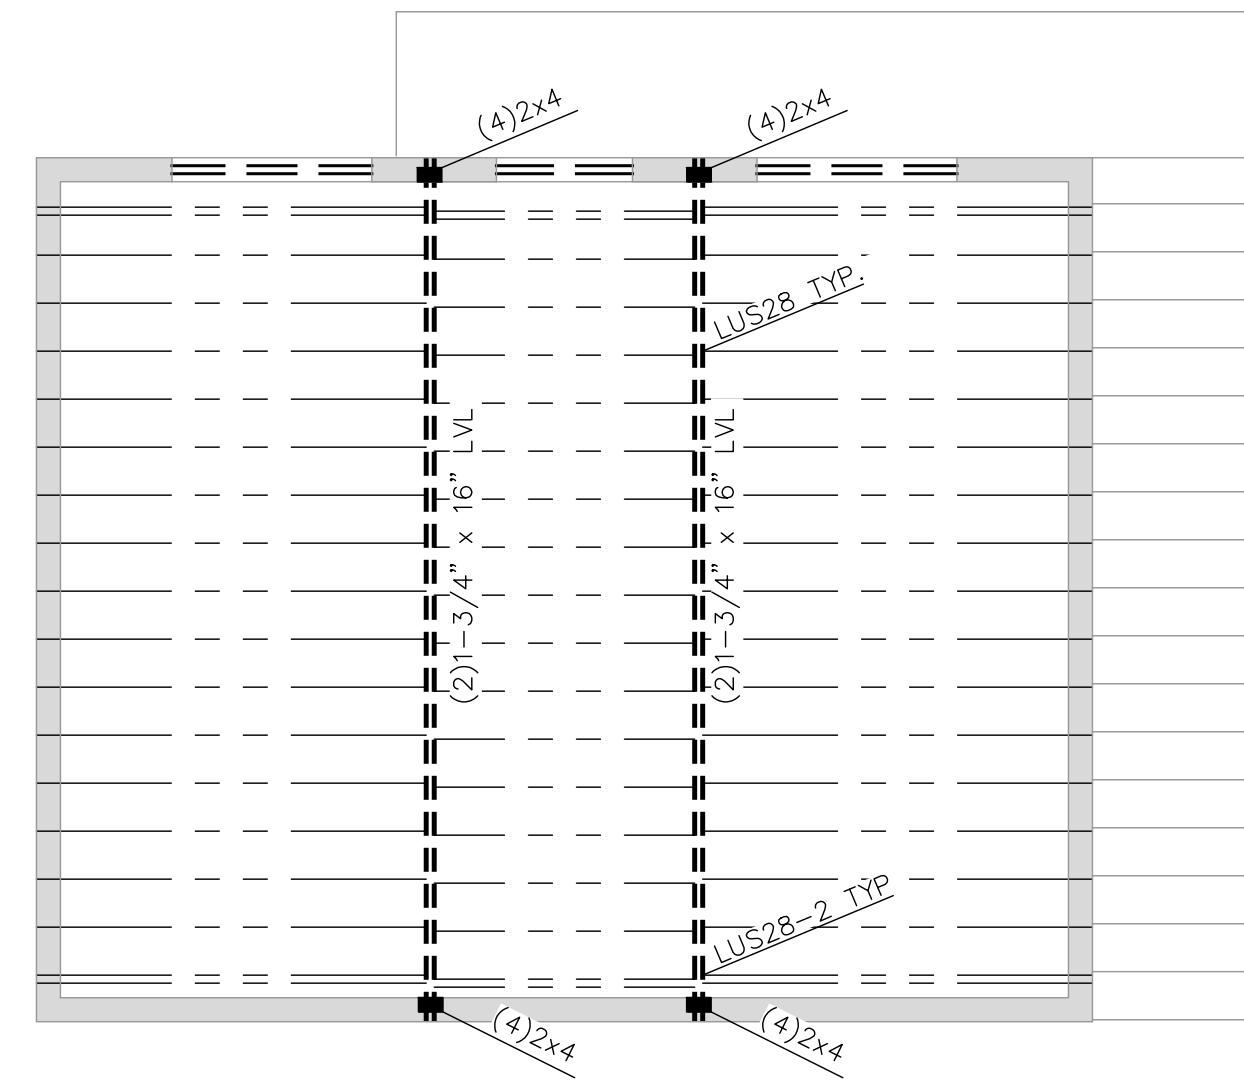 (4)2x4
(4)2x4
LUS28 TYP.
(2)1-3/4" x 16" LVL
(2)1-3/4" x 16" LVL
LUS28-2 TYP
(4)2x4
(4)2x4